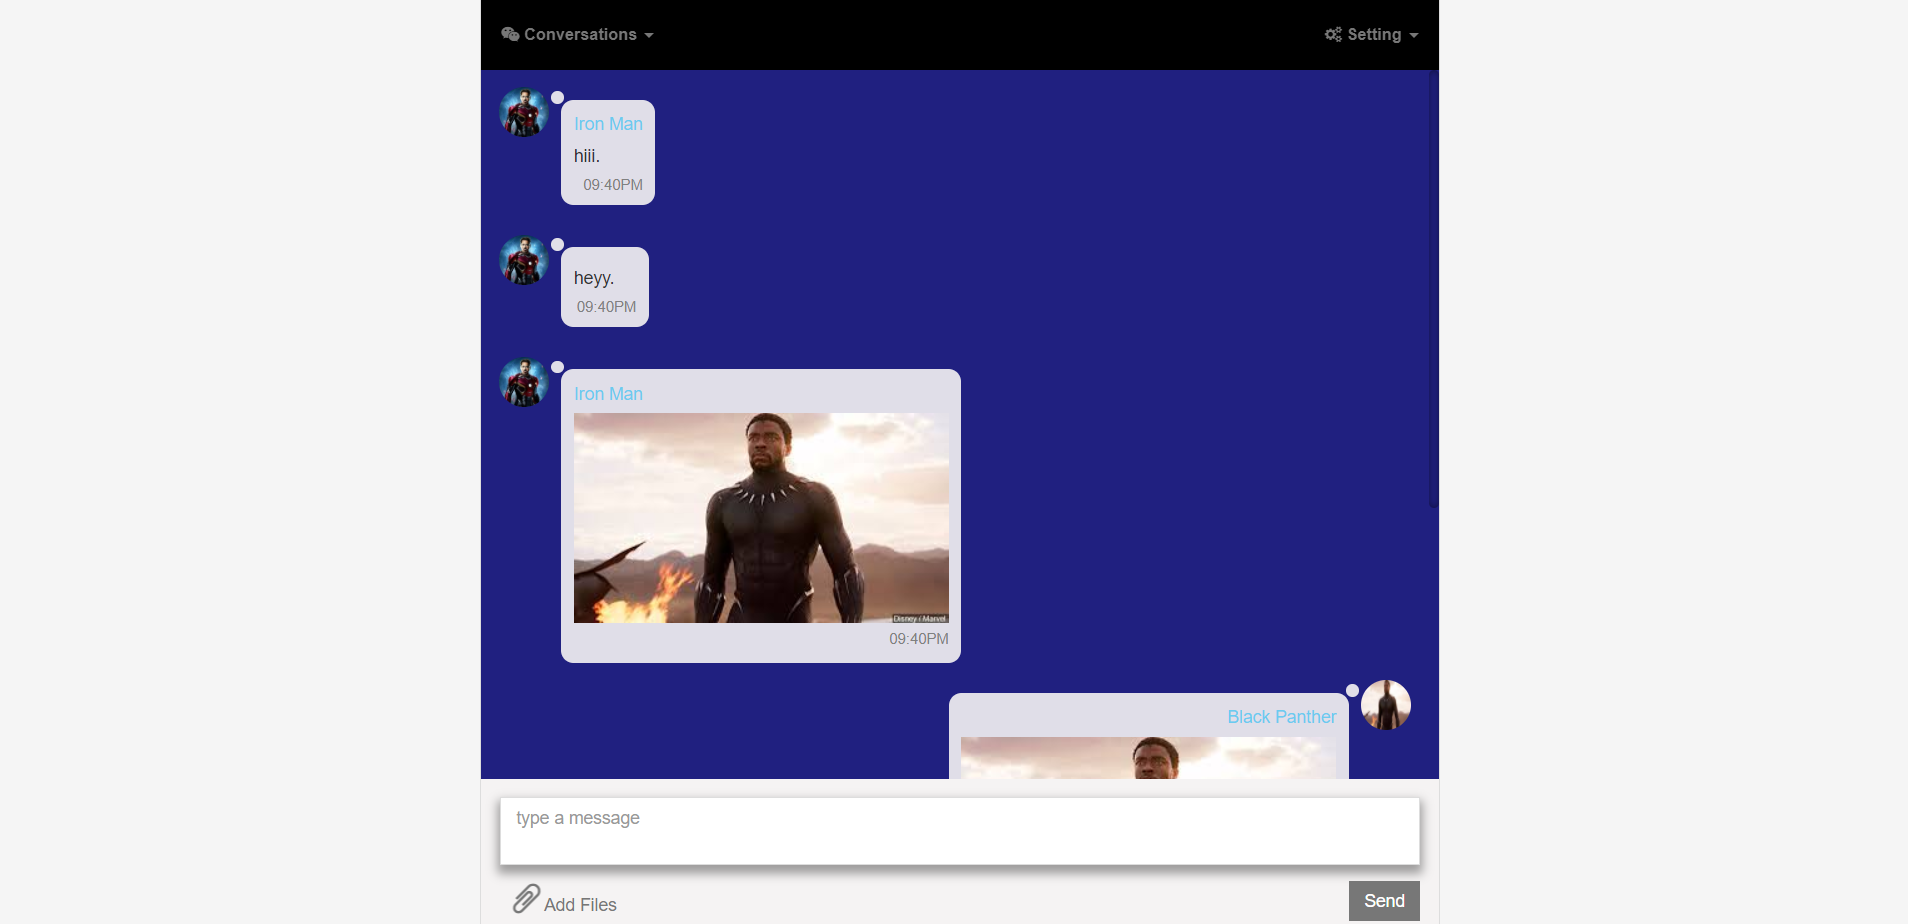 Conversations
Setting
Iron Man
hiii.
09:40PM
heyy.
09:40PM
Iron Man
Disney / Marvel
09:40PM
Black Panther
type a message
Add Files
Send